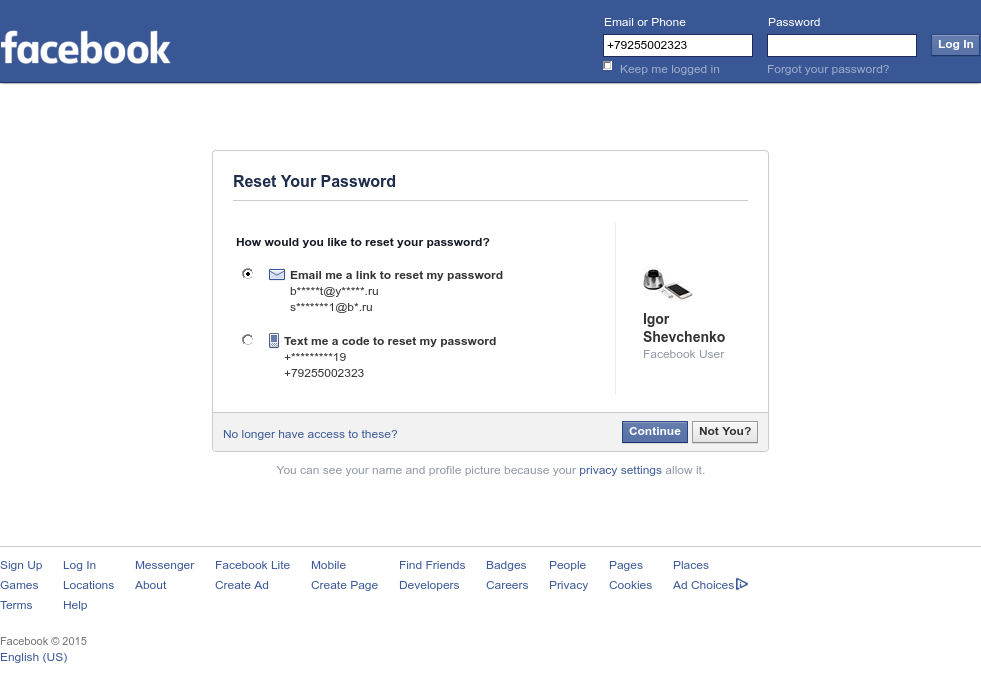 facebook
Email or Phone
Password
+79255002323
Log In
Keep me logged in
Forgot your password?
Reset Your Password
How would you like to reset your password?
Email me a link to reset my password
b*****t@y*****.ru
s*******1@b*.ru
Text me a code to reset my password
+*********19
+79255002323
Igor
Shevchenko
Facebook User
No longer have access to these?
Continue
Not You?
You can see your name and profile picture because your privacy settings allow it.
Sign Up Log In Messenger Facebook Lite Mobile Find Friends Badges People Pages Places
Games Locations About Create Ad Create Page Developers Careers Privacy Cookies Ad Choices
Terms Help
Facebook © 2015
English (US)